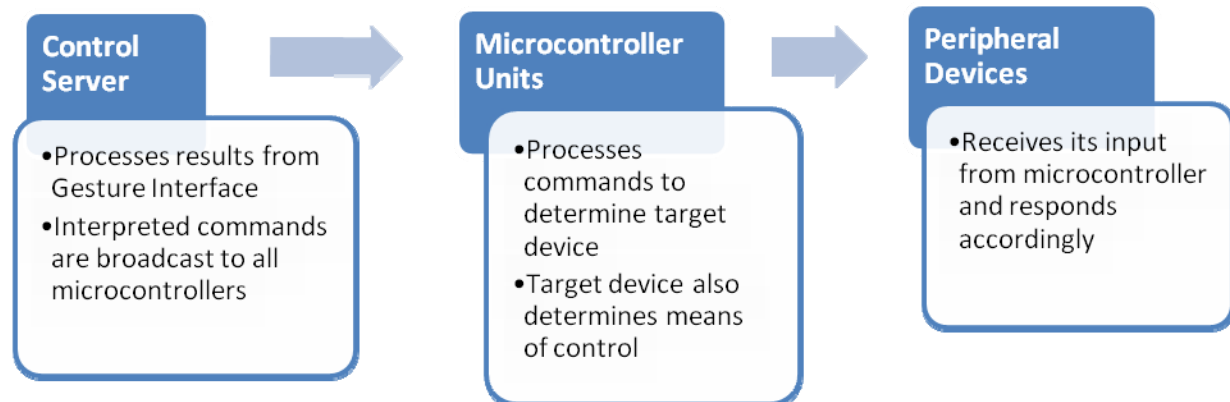 Control
Server
•Processes results from
Gesture Interface
•Interpreted commands
are broadcast to all
microcontrollers
Microcontroller
Units
•Processes
commands to
determine target
device
•Target device also
determines means
of control
Peripheral
Devices
•Receives its input
from microcontroller
and responds
accordingly